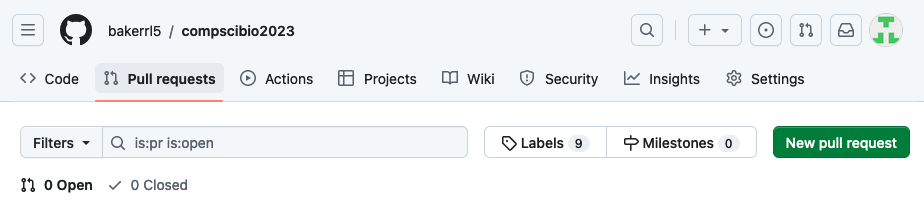 bakerrl5 / compscibio2023
Code Pull requests Actions Projects Wiki Security Insights Settings
Filters is:pr is:open Labels 9 Milestones 0 New pull request
0 Open 0 Closed